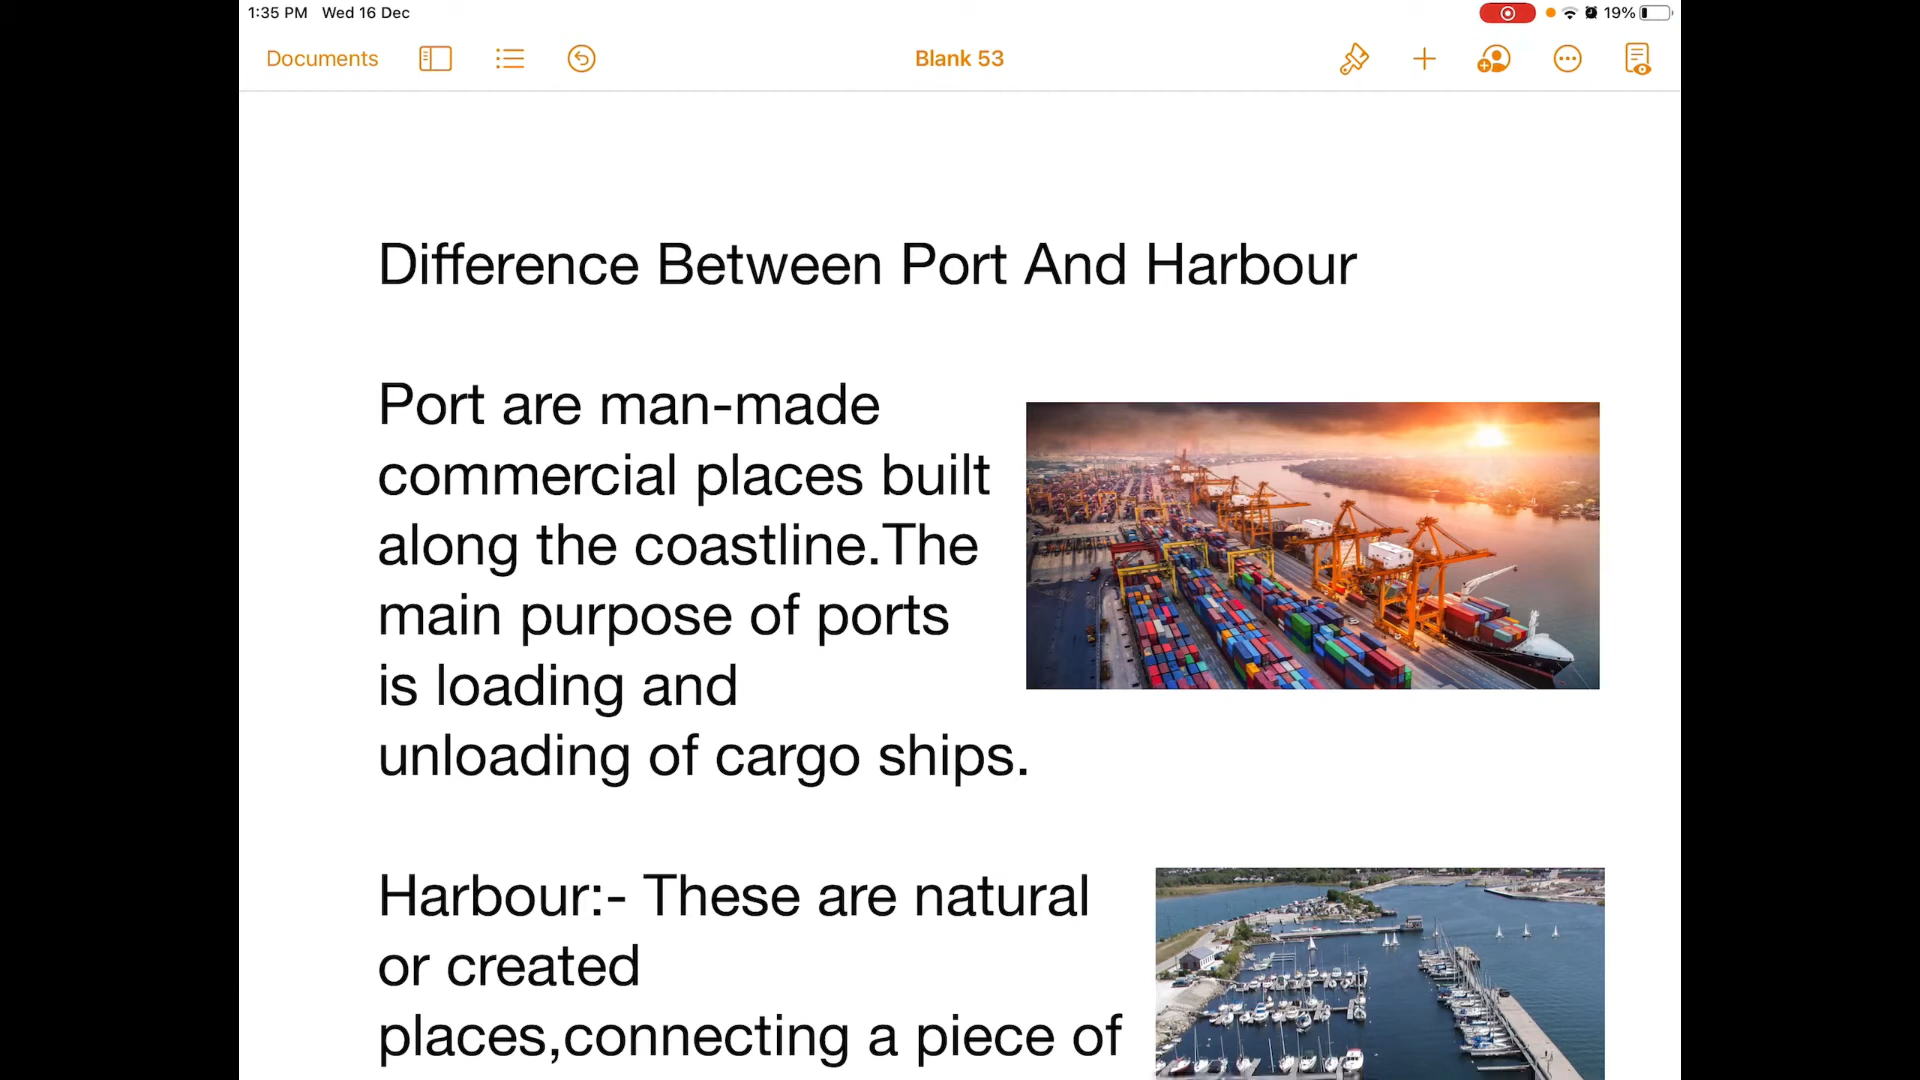 1:35 PM Wed 16 Dec
19%
Documents
Blank 53
Difference Between Port And Harbour
Port are man-made
commercial places built
along the coastline.The
main purpose of ports
is loading and
unloading of cargo ships.
Harbour:- These are natural
or created
places,connecting a piece of